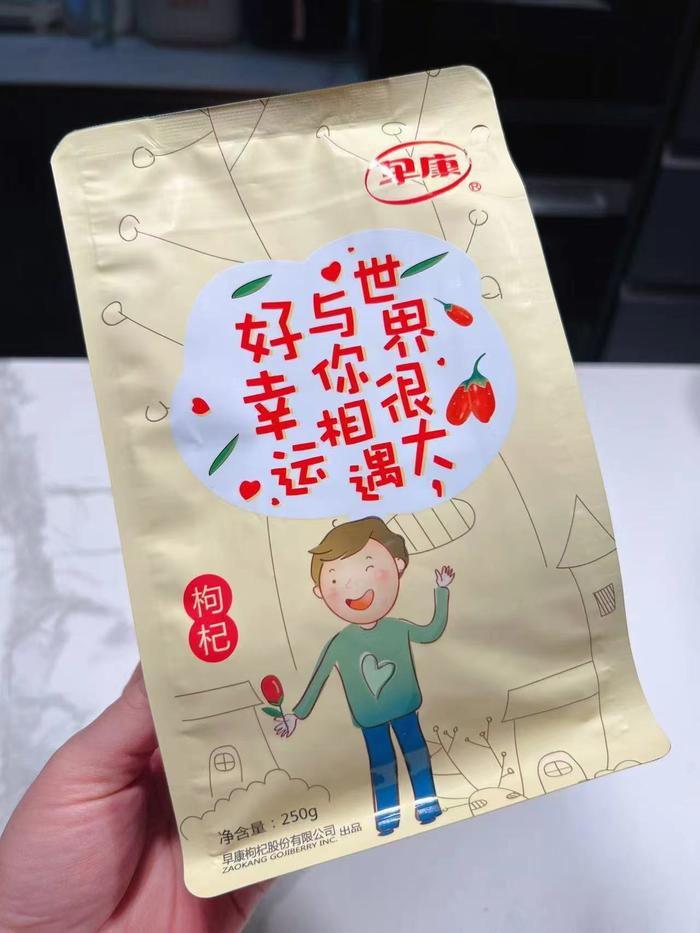 早康®
世界很大，
与你相遇
好幸运
枸杞
净含量：250g
早康枸杞股份有限公司 出品
ZAOKANG GOJIBERRY INC.